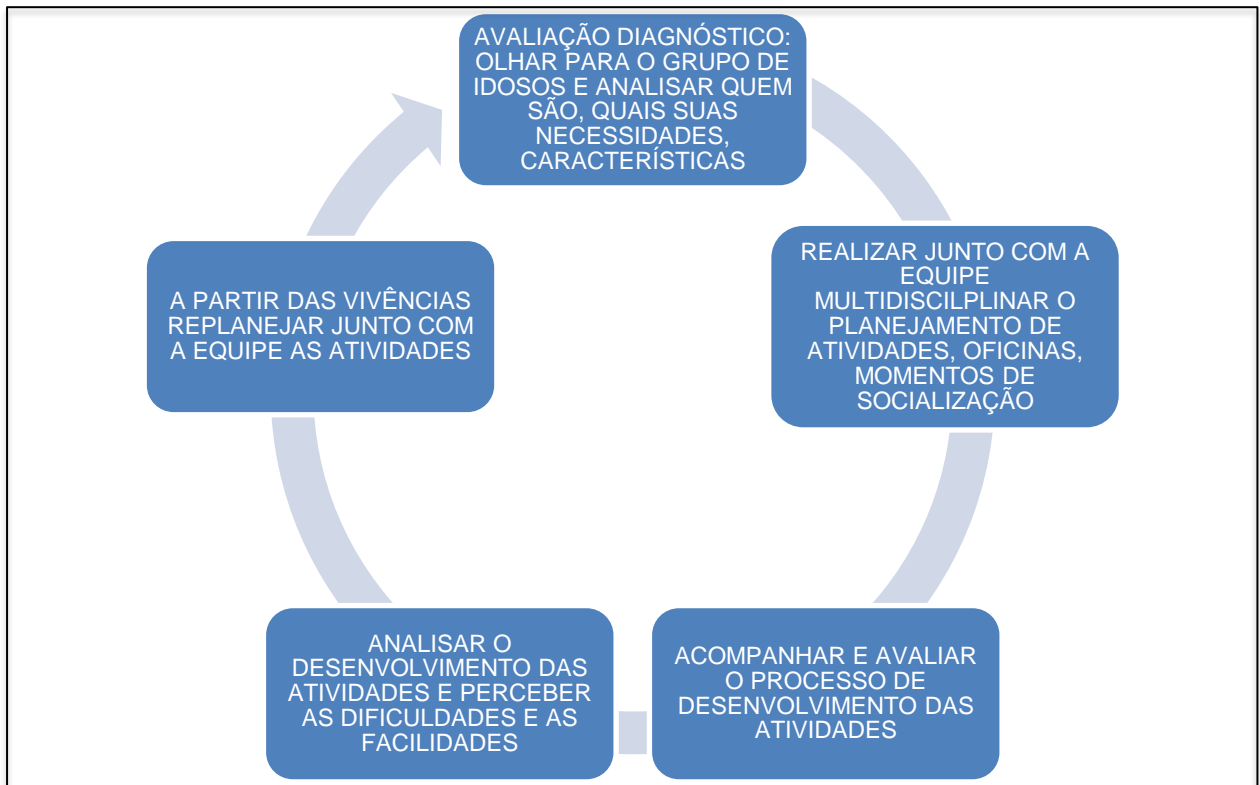 AVALIAÇÃO DIAGNÓSTICO:
OLHAR PARA O GRUPO DE
IDOSOS E ANALISAR QUEM
SÃO, QUAIS SUAS
NECESSIDADES,
CARACTERÍSTICAS
REALIZAR JUNTO COM A
EQUIPE
MULTIDISCILPLINAR O
PLANEJAMENTO DE
ATIVIDADES, OFICINAS,
MOMENTOS DE
SOCIALIZAÇÃO
ACOMPANHAR E AVALIAR
O PROCESSO DE
DESENVOLVIMENTO DAS
ATIVIDADES
ANALISAR O
DESENVOLVIMENTO DAS
ATIVIDADES E PERCEBER
AS DIFICULDADES E AS
FACILIDADES
A PARTIR DAS VIVÊNCIAS
REPLANEJAR JUNTO COM
A EQUIPE AS ATIVIDADES